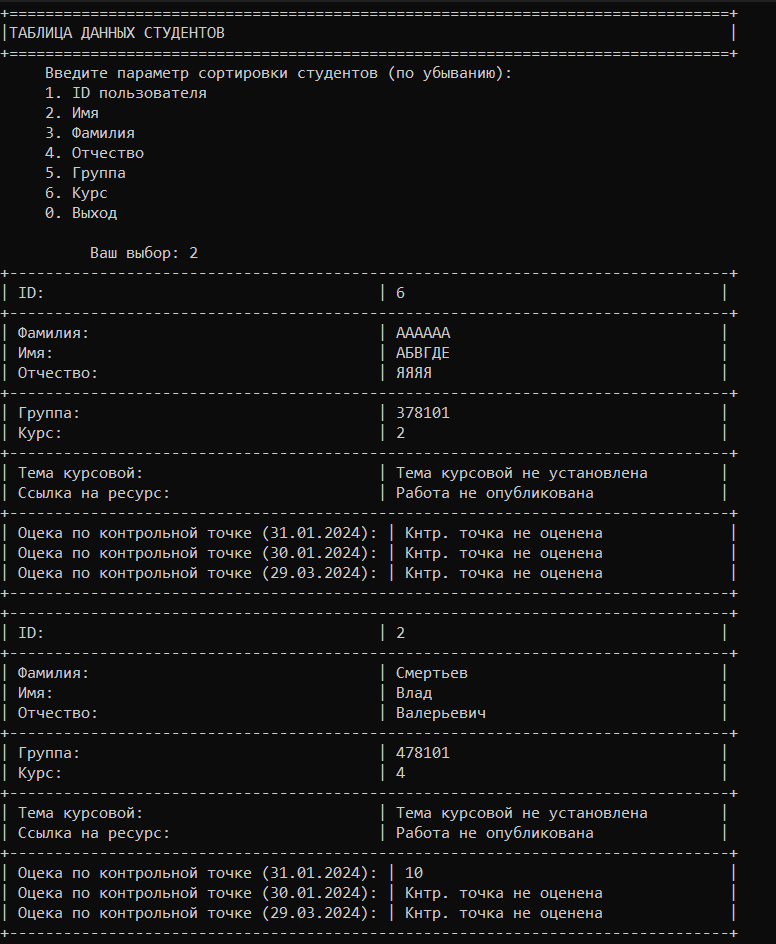 +================================================================================+
|ТАБЛИЦА ДАННЫХ СТУДЕНТОВ |
+================================================================================+
Введите параметр сортировки студентов (по убыванию):
1. ID пользователя
2. Имя
3. Фамилия
4. Отчество
5. Группа
6. Курс
0. Выход
Ваш выбор: 2
+--------------------------------------------------------------------------------+
| ID: | 6 |
+--------------------------------------------------------------------------------+
| Фамилия: | АААААА |
| Имя: | АБВГДЕ |
| Отчество: | ЯЯЯЯ |
+--------------------------------------------------------------------------------+
| Группа: | 378101 |
| Курс: | 2 |
+--------------------------------------------------------------------------------+
| Тема курсовой: | Тема курсовой не установлена |
| Ссылка на ресурс: | Работа не опубликована |
+--------------------------------------------------------------------------------+
| Оцека по контрольной точке (31.01.2024): | Кнтр. точка не оценена |
| Оцека по контрольной точке (30.01.2024): | Кнтр. точка не оценена |
| Оцека по контрольной точке (29.03.2024): | Кнтр. точка не оценена |
+--------------------------------------------------------------------------------+
+--------------------------------------------------------------------------------+
| ID: | 2 |
+--------------------------------------------------------------------------------+
| Фамилия: | Смертьев |
| Имя: | Влад |
| Отчество: | Валерьевич |
+--------------------------------------------------------------------------------+
| Группа: | 478101 |
| Курс: | 4 |
+--------------------------------------------------------------------------------+
| Тема курсовой: | Тема курсовой не установлена |
| Ссылка на ресурс: | Работа не опубликована |
+--------------------------------------------------------------------------------+
| Оцека по контрольной точке (31.01.2024): | 10 |
| Оцека по контрольной точке (30.01.2024): | Кнтр. точка не оценена |
| Оцека по контрольной точке (29.03.2024): | Кнтр. точка не оценена |
+--------------------------------------------------------------------------------+